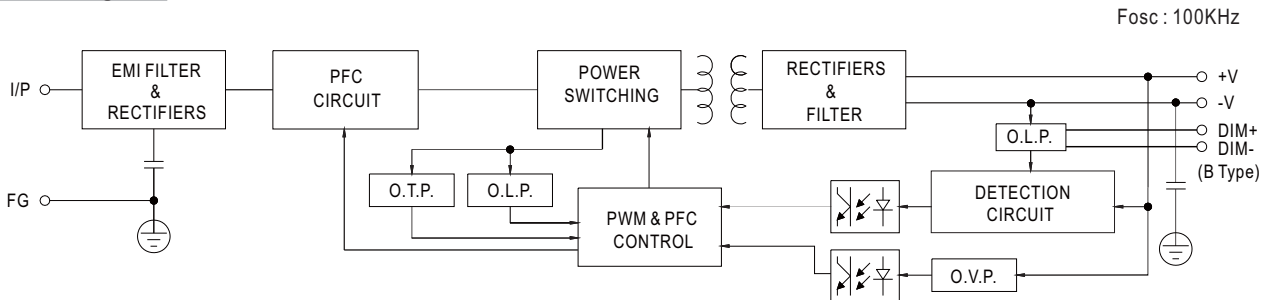 Fosc : 100KHz
I/P
EMI FILTER
&
RECTIFIERS
PFC
CIRCUIT
POWER
SWITCHING
RECTIFIERS
&
FILTER
+V
-V
DIM+
DIM-
(B Type)
O.L.P.
O.T.P.
O.L.P.
FG
PWM & PFC
CONTROL
DETECTION
CIRCUIT
O.V.P.